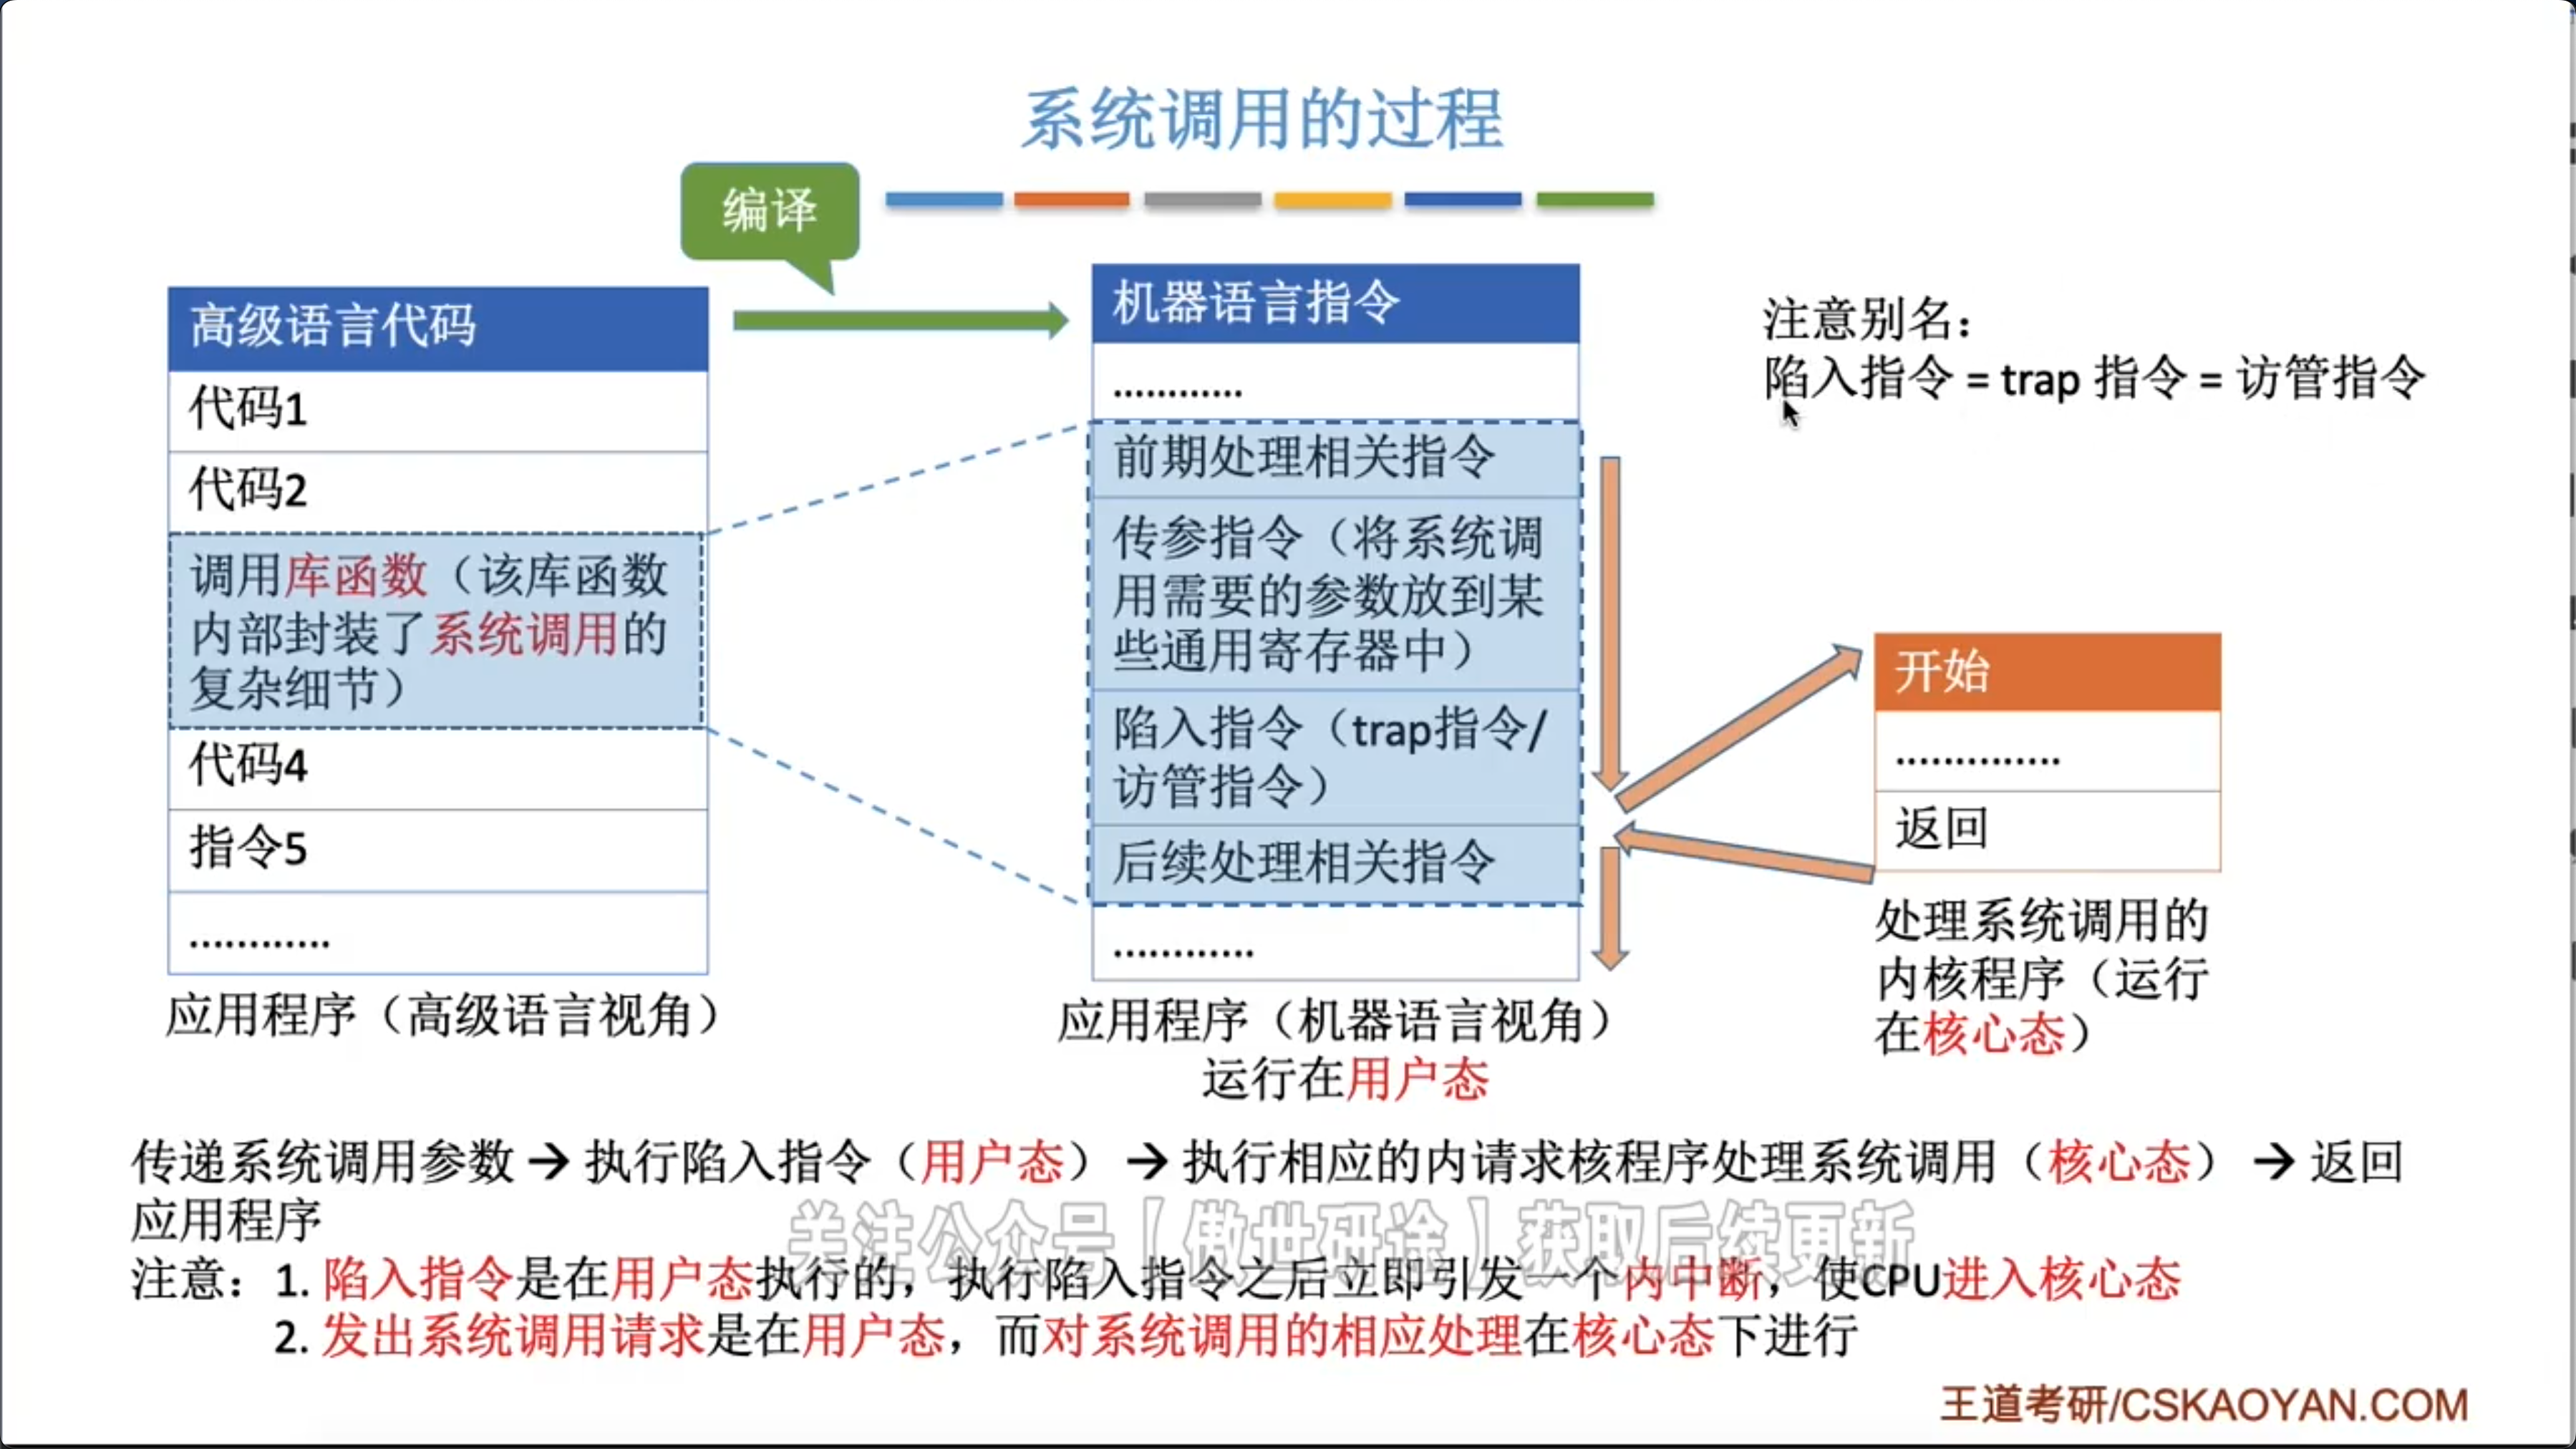 系统调用的过程
编译
高级语言代码
代码1
代码2
调用库函数（该库函数
内部封装了系统调用的
复杂细节）
代码4
指令5
............
应用程序（高级语言视角）
机器语言指令
............
前期处理相关指令
传参指令（将系统调
用需要的参数放到某
些通用寄存器中）
陷入指令（trap指令/
访管指令）
后续处理相关指令
............
应用程序（机器语言视角）
运行在用户态
注意别名：
陷入指令 = trap 指令 = 访管指令
开始
..............
返回
处理系统调用的
内核程序（运行
在核心态）
传递系统调用参数 → 执行陷入指令（用户态） → 执行相应的内请求核程序处理系统调用（核心态） → 返回
应用程序
关注公众号【傲世研途】获取后续更新
注意：1. 陷入指令是在用户态执行的，执行陷入指令之后立即引发一个内中断，使CPU进入核心态
2. 发出系统调用请求是在用户态，而对系统调用的相应处理在核心态下进行
王道考研/CSKAOYAN.COM